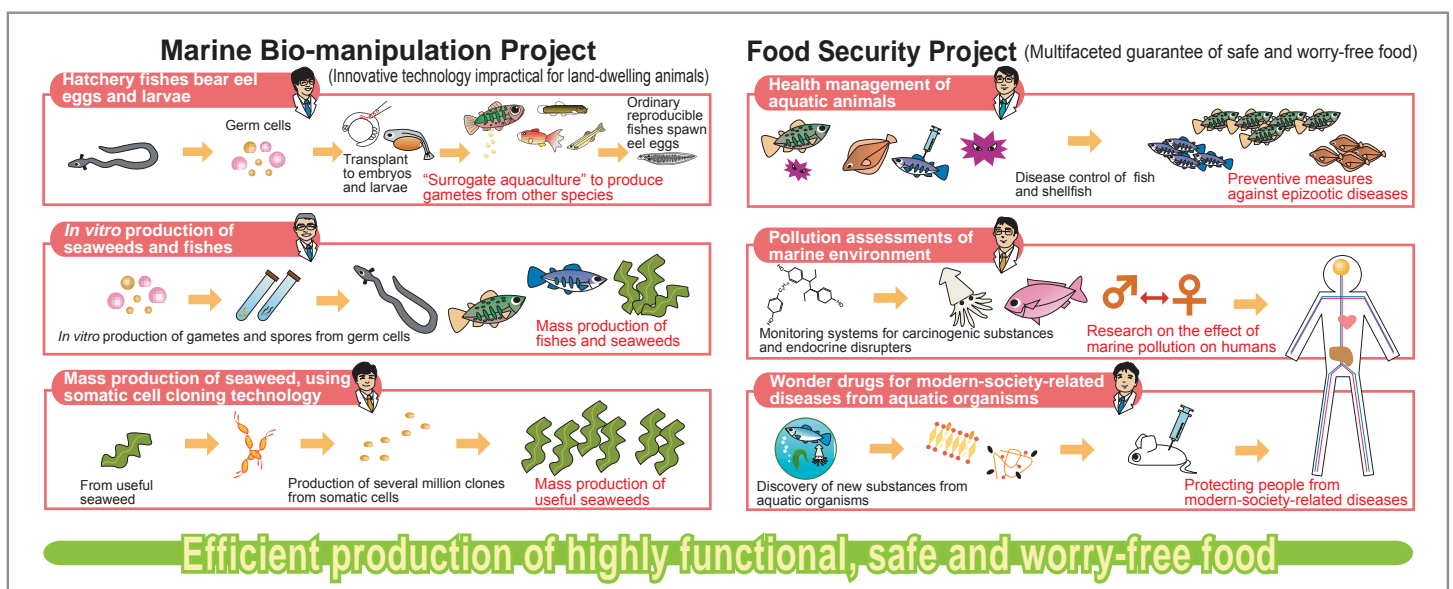 Marine Bio-manipulation Project
(Innovative technology impractical for land-dwelling animals)
Hatchery fishes bear eel
eggs and larvae
Germ cells
Transplant
to embryos
and larvae
"Surrogate aquaculture" to produce
gametes from other species
Ordinary
reproducible
fishes spawn
eel eggs
In vitro production of
seaweeds and fishes
In vitro production of gametes and spores from germ cells
Mass production of
fishes and seaweeds
Mass production of seaweed, using
somatic cell cloning technology
From useful
seaweed
Production of several million clones
from somatic cells
Mass production of
useful seaweeds
Food Security Project (Multifaceted guarantee of safe and worry-free food)
Health management of
aquatic animals
Disease control of fish
and shellfish
Preventive measures
against epizootic diseases
Pollution assessments of
marine environment
Monitoring systems for carcinogenic substances
and endocrine disrupters
Research on the effect of
marine pollution on humans
Wonder drugs for modern-society-related
diseases from aquatic organisms
Discovery of new substances from
aquatic organisms
Protecting people from
modern-society-related diseases
Efficient production of highly functional, safe and worry-free food